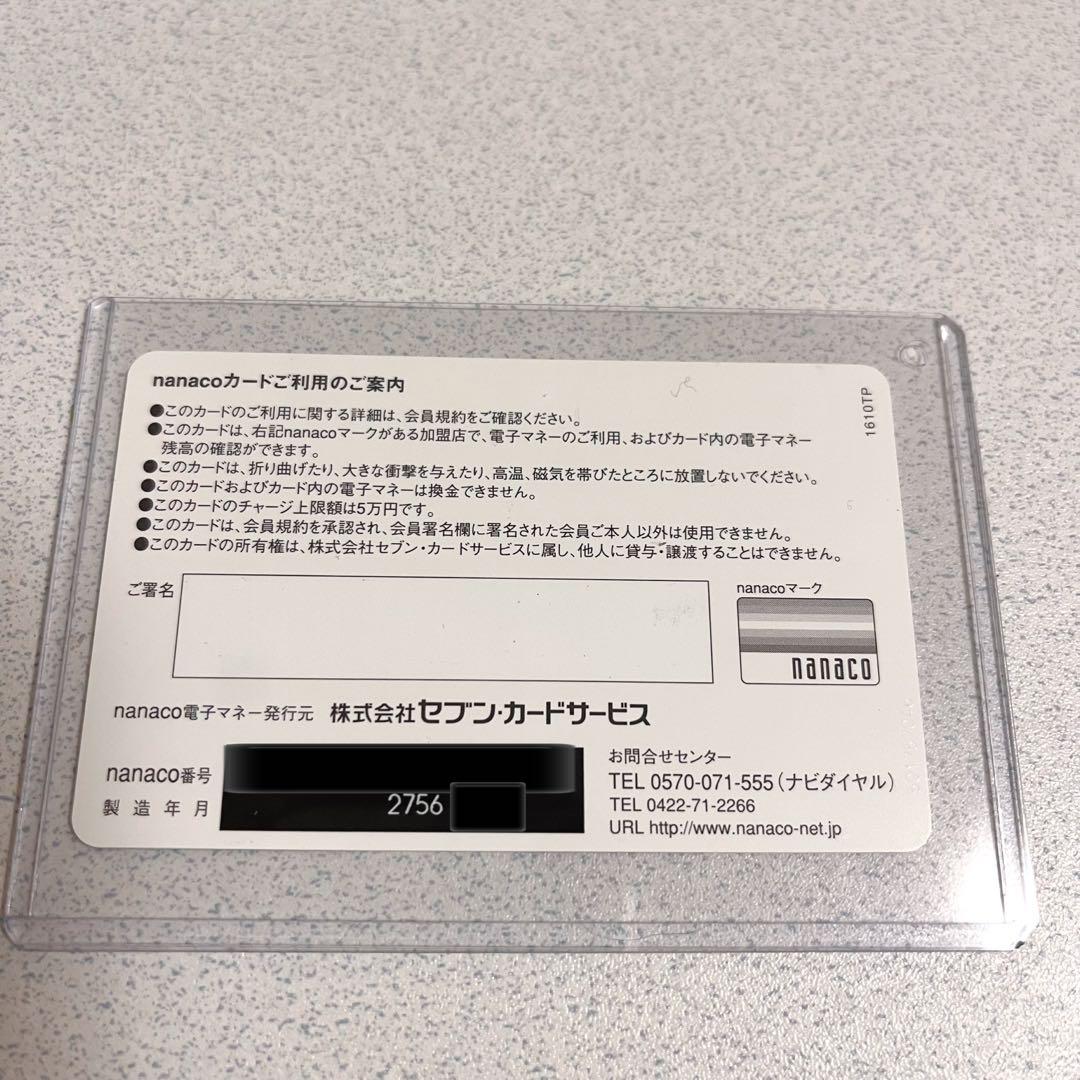 nanacoカードご利用のご案内
1610TP
●このカードのご利用に関する詳細は、会員規約をご確認ください。
●このカードは、右記nanacoマークがある加盟店で、電子マネーのご利用、およびカード内の電子マネー
残高の確認ができます。
●このカードは、折り曲げたり、大きな衝撃を与えたり、高温、磁気を帯びたところに放置しないでください。
●このカードおよびカード内の電子マネーは換金できません。
●このカードのチャージ上限額は5万円です。
●このカードは、会員規約を承認され、会員署名欄に署名された会員ご本人以外は使用できません。
●このカードの所有権は、株式会社セブン・カードサービスに属し、他人に貸与・譲渡することはできません。
ご署名
nanacoマーク
nanaco
nanaco電子マネー発行元 株式会社セブン・カードサービス
nanaco番号
製造年月
2756
お問合せセンター
TEL 0570-071-555（ナビダイヤル）
TEL 0422-71-2266
URL http://www.nanaco-net.jp